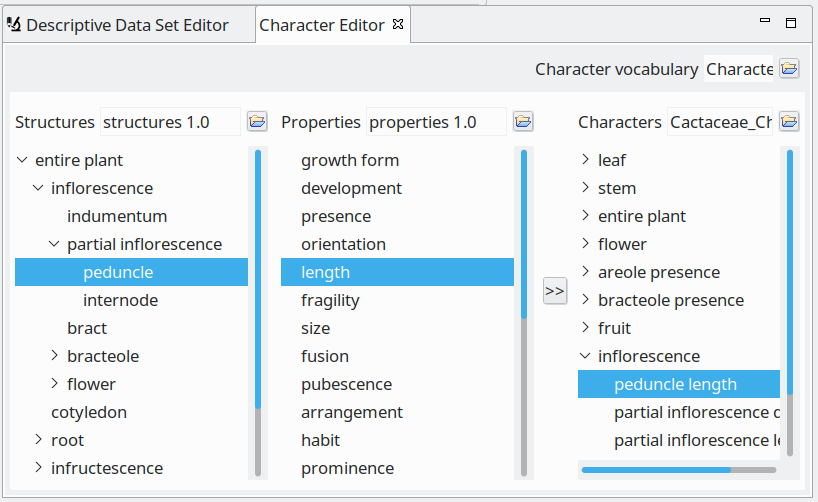 Descriptive Data Set Editor
Character Editor
Character vocabulary Characte
Structures structures 1.0
entire plant
inflorescence
indumentum
partial inflorescence
peduncle
internode
bract
bracteole
flower
cotyledon
root
infructescence
Properties properties 1.0
growth form
development
presence
orientation
length
fragility
size
fusion
pubescence
arrangement
habit
prominence
>>
Characters Cactaceae_Ch
leaf
stem
entire plant
flower
areole presence
bracteole presence
fruit
inflorescence
peduncle length
partial inflorescence
partial inflorescence le